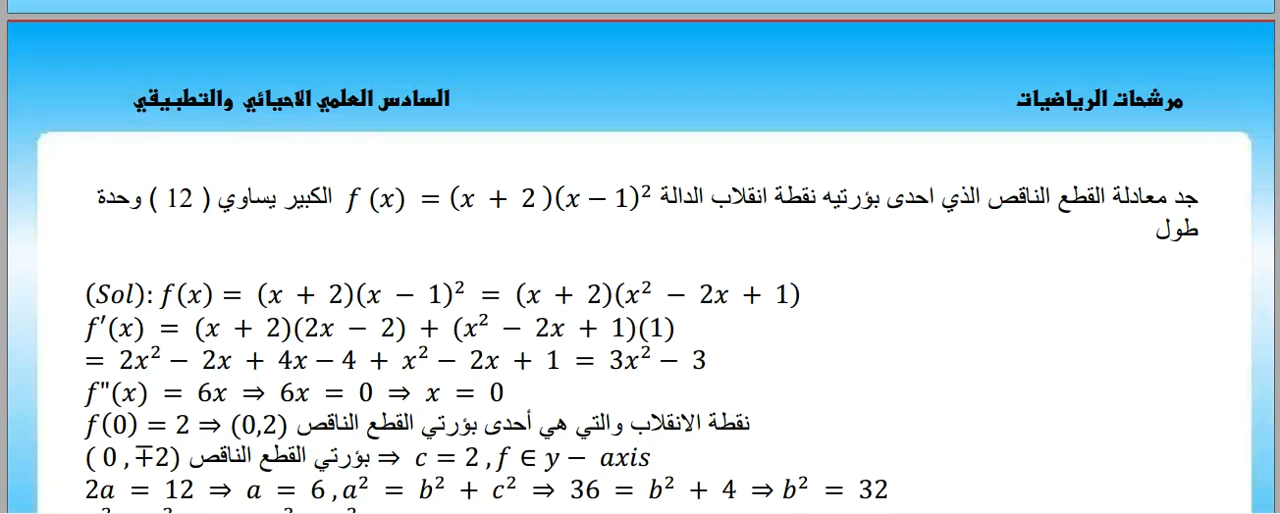 مرشحات الرياضيات
السادس العلمي الاحيائي والتطبيقي
جد معادلة القطع الناقص الذي احدى بؤرتيه نقطة انقلاب الدالة f (x) = (x + 2 )(x − 1)² الكبير يساوي ( 12 ) وحدة
طول
(Sol): f(x) = (x + 2)(x − 1)² = (x + 2)(x² − 2x + 1)
f′(x) = (x + 2)(2x − 2) + (x² − 2x + 1)(1)
= 2x² − 2x + 4x − 4 + x² − 2x + 1 = 3x² − 3
f"(x) = 6x ⇒ 6x = 0 ⇒ x = 0
f(0) = 2 ⇒ (0,2) نقطة الانقلاب والتي هي أحدى بؤرتي القطع الناقص
( 0 , ∓2) بؤرتي القطع الناقص ⇒ c = 2 , f ∈ y − axis
2a = 12 ⇒ a = 6 , a² = b² + c² ⇒ 36 = b² + 4 ⇒ b² = 32